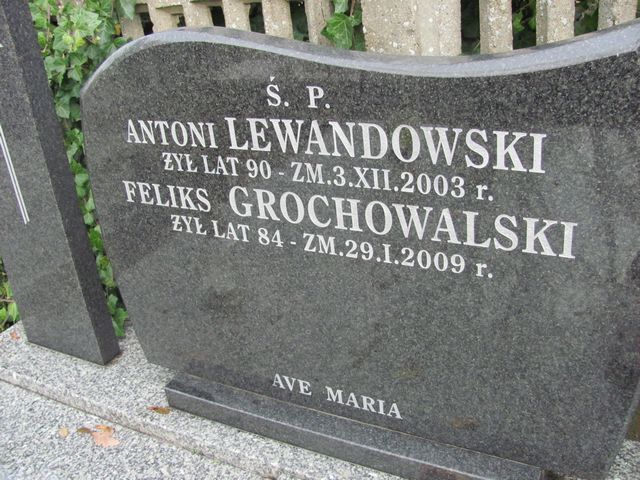 Ś. P.
ANTONI LEWANDOWSKI
ŻYŁ LAT 90 - ZM.3.XII.2003 r.
FELIKS GROCHOWALSKI
ŻYŁ LAT 84 - ZM.29.I.2009 r.
AVE MARIA